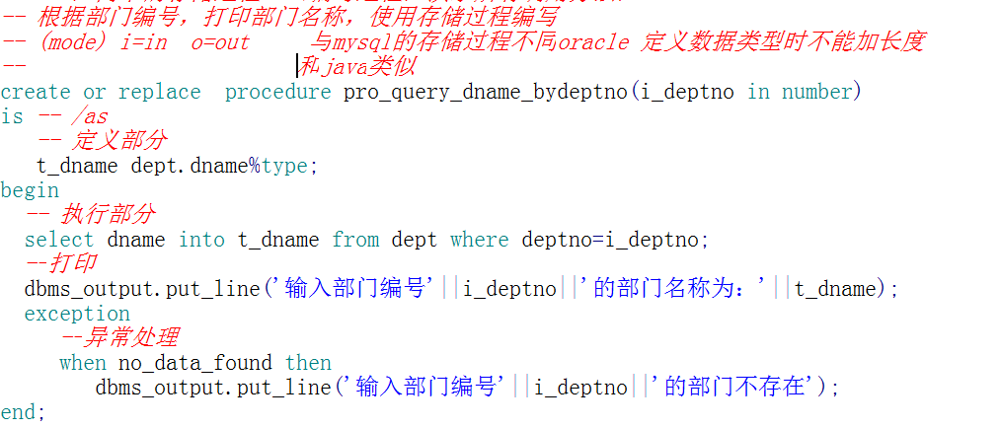 -- 根据部门编号，打印部门名称，使用存储过程编写
-- (mode) i=in  o=out      与mysql的存储过程不同oracle 定义数据类型时不能加长度
--                       和java类似
create or replace  procedure pro_query_dname_bydeptno(i_deptno in number)
is -- /as
   -- 定义部分
   t_dname dept.dname%type;
begin
  -- 执行部分
  select dname into t_dname from dept where deptno=i_deptno;
  --打印
  dbms_output.put_line('输入部门编号'||i_deptno||'的部门名称为：'||t_dname);
  exception
     --异常处理
     when no_data_found then
        dbms_output.put_line('输入部门编号'||i_deptno||'的部门不存在');
end;